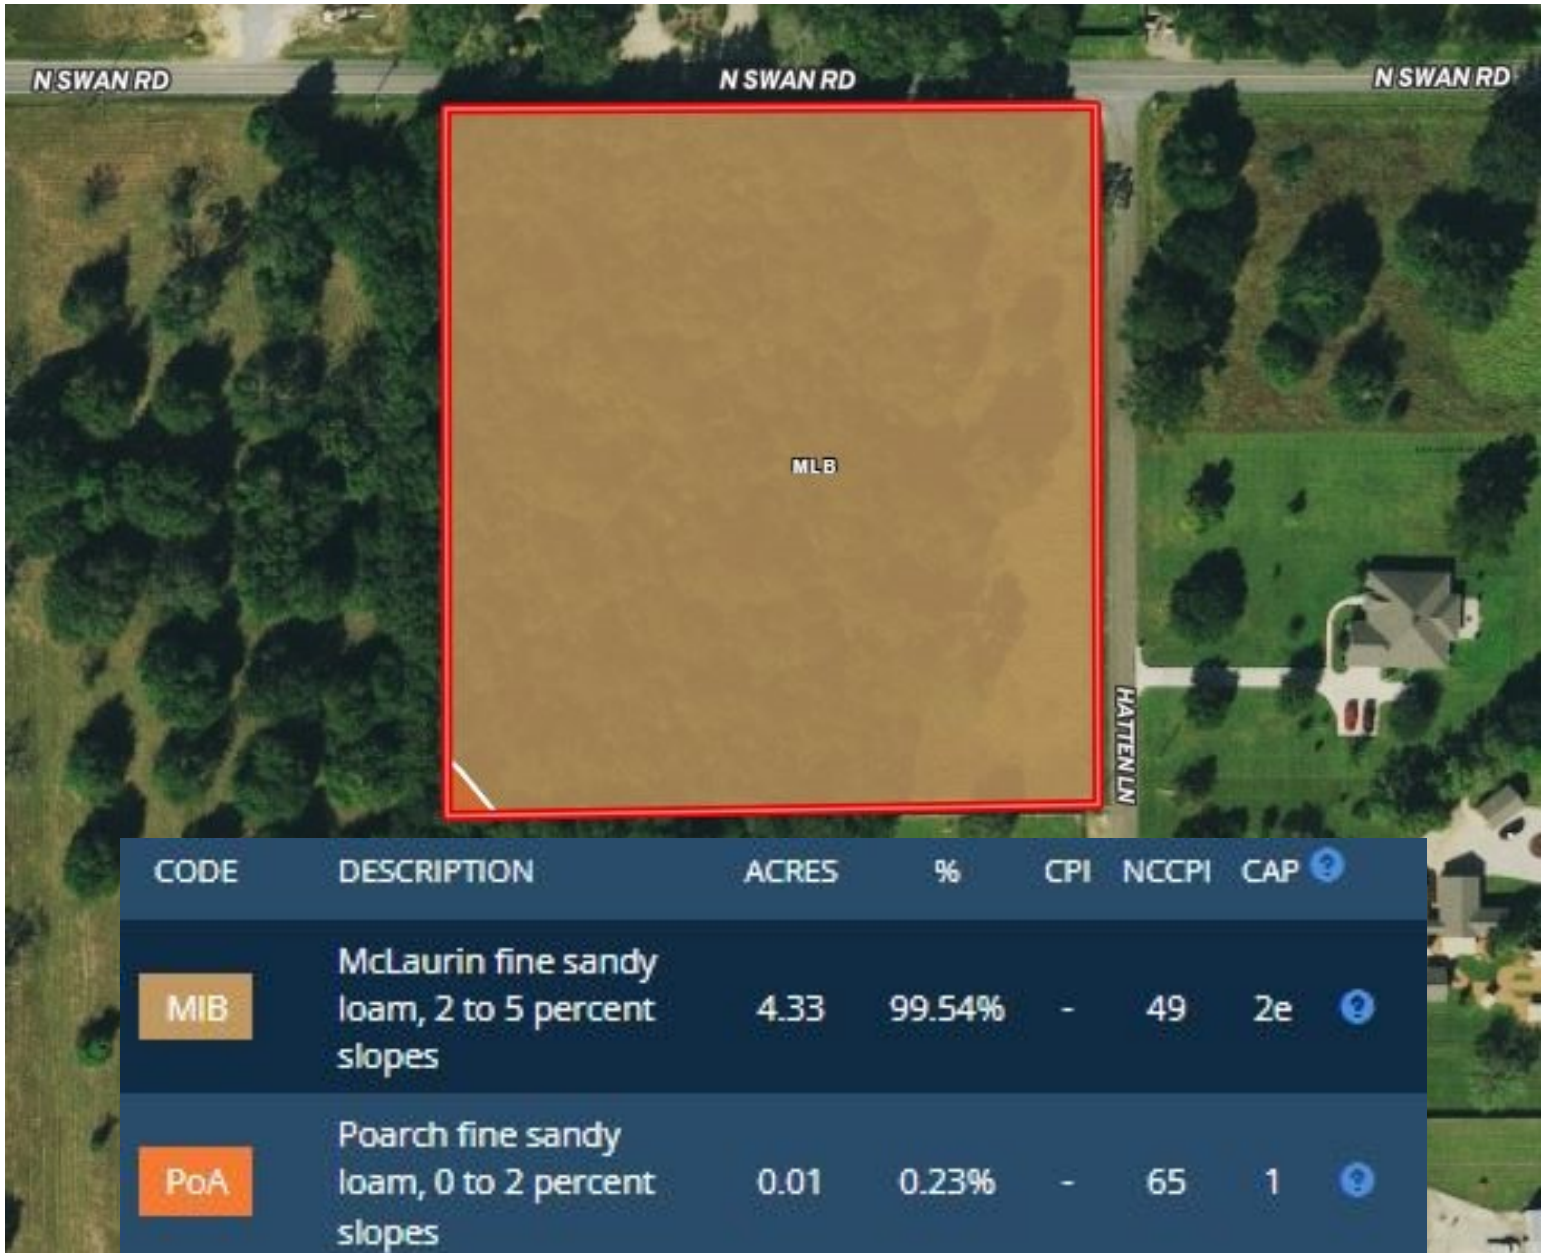 N SWAN RD
N SWAN RD
N SWAN RD
MLB
HATTEN LN
CODE DESCRIPTION ACRES % CPI NCCPI CAP ?
McLaurin fine sandy
MlB loam, 2 to 5 percent 4.33 99.54% - 49 2e ?
slopes
Poarch fine sandy
PoA loam, 0 to 2 percent 0.01 0.23% - 65 1 ?
slopes